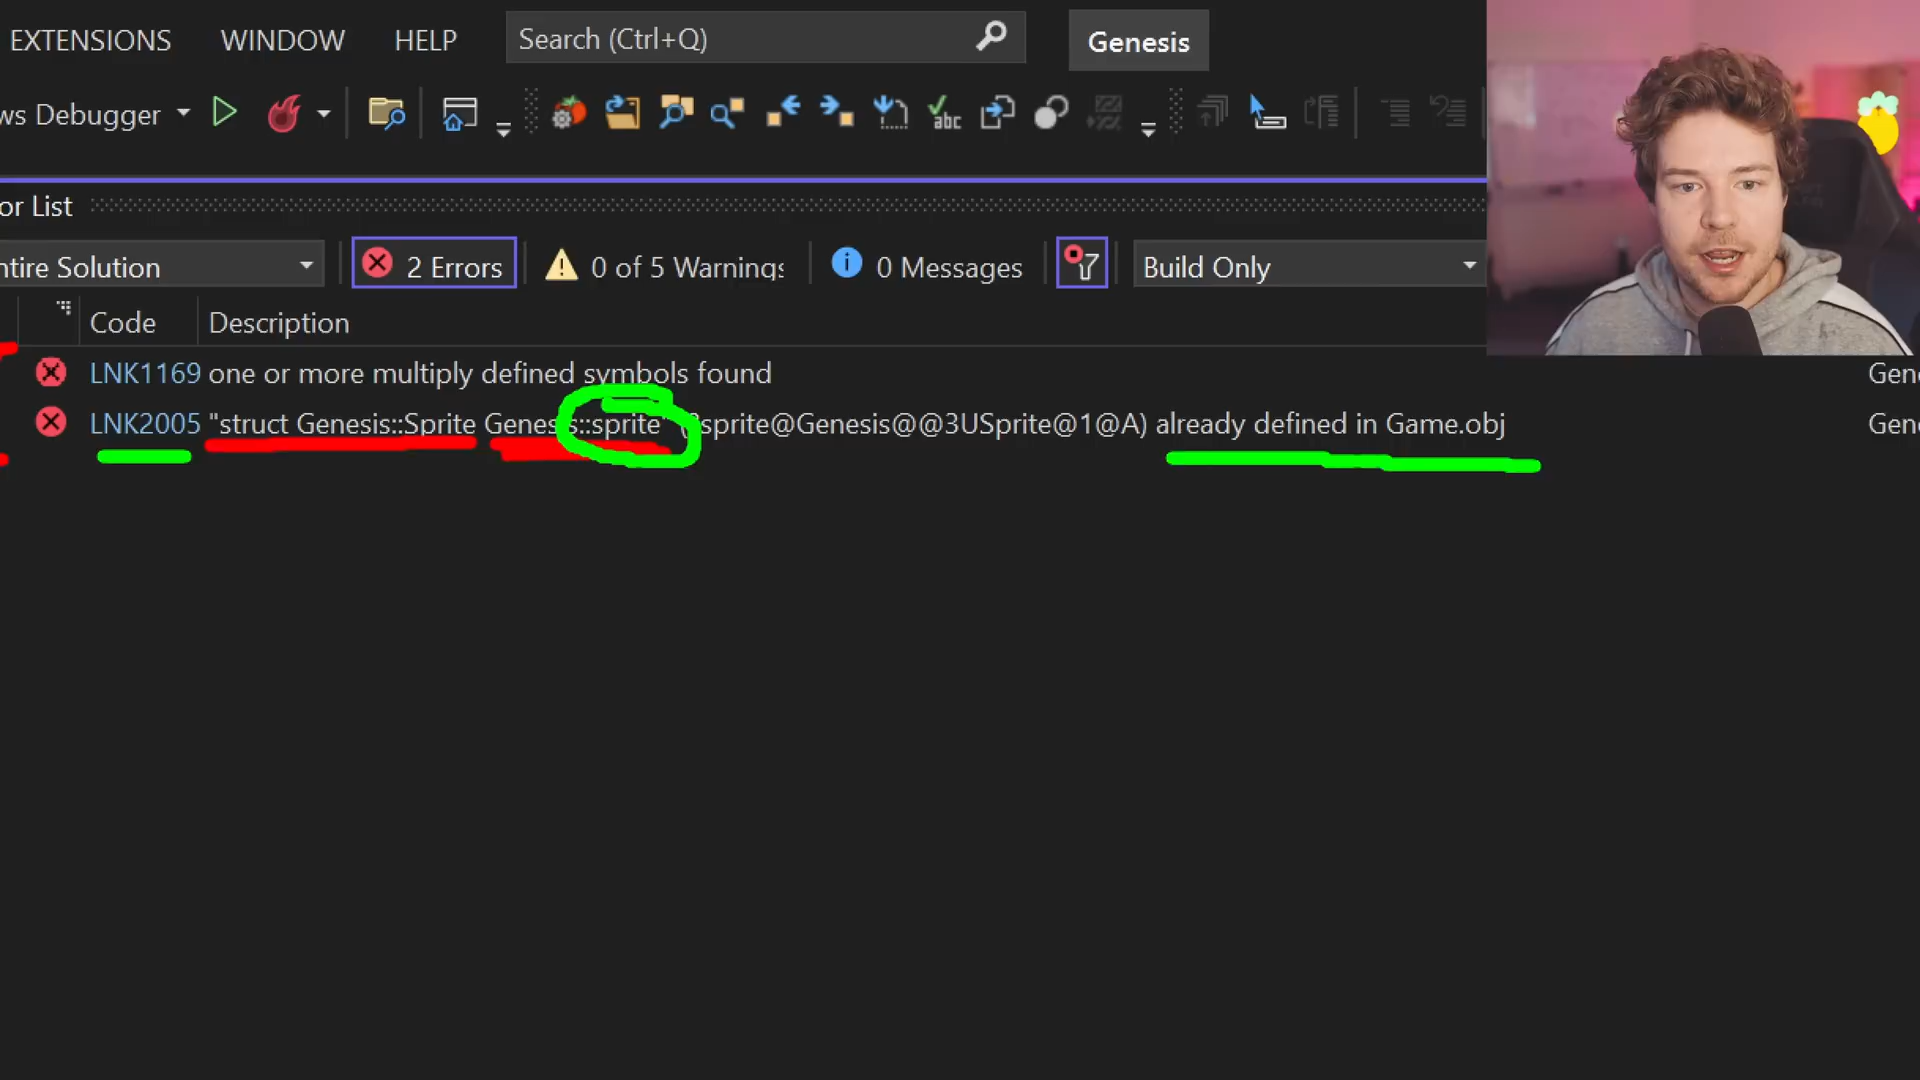 EXTENSIONS WINDOW HELP Search (Ctrl+Q) Genesis
ws Debugger abc
or List
ntire Solution 2 Errors 0 of 5 Warnings 0 Messages Build Only
Code Description
LNK1169 one or more multiply defined symbols found Gen
LNK2005 "struct Genesis::Sprite Genesis::sprite" (?sprite@Genesis@@3USprite@1@A) already defined in Game.obj Gen